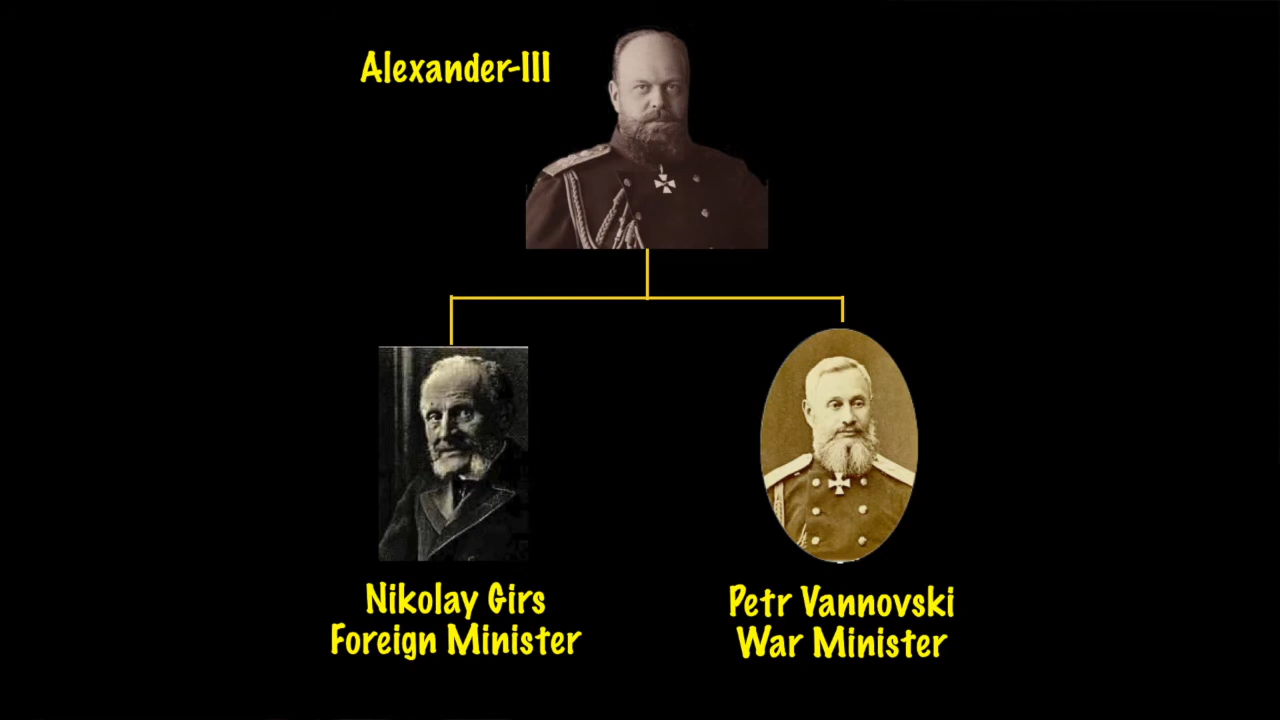 Alexander-III
Nikolay Girs
Foreign Minister
Petr Vannovski
War Minister